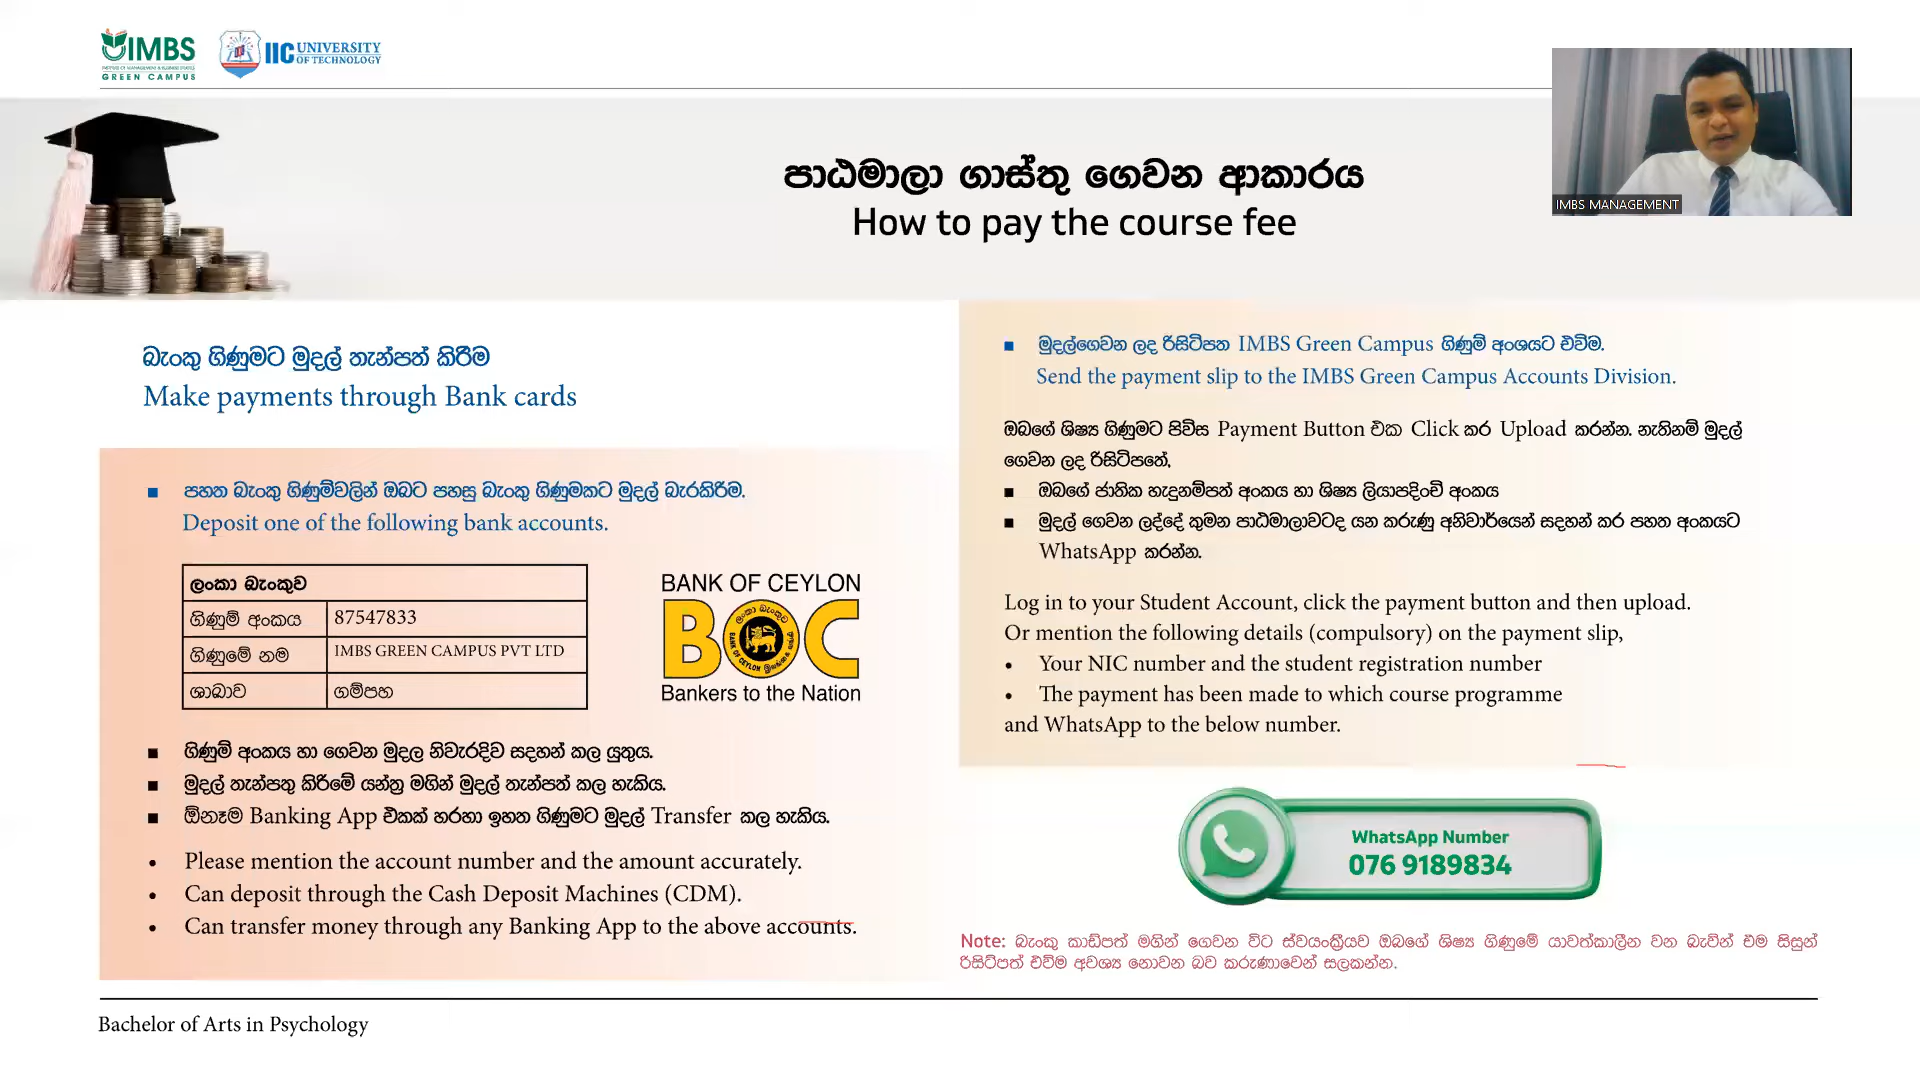 IMBS
GREEN CAMPUS
IIC UNIVERSITY
OF TECHNOLOGY
IMBS MANAGEMENT
පාඨමාලා ගාස්තු ගෙවන ආකාරය
How to pay the course fee
බැංකු ගිණුමට මුදල් තැන්පත් කිරීම
Make payments through Bank cards
පහත බැංකු ගිණුම්වලින් ඔබට පහසු බැංකු ගිණුමකට මුදල් බැරකිරීම.
Deposit one of the following bank accounts.
ලංකා බැංකුව
ගිණුම් අංකය 87547833
ගිණුමේ නම IMBS GREEN CAMPUS PVT LTD
ශාඛාව ගම්පහ
BANK OF CEYLON
BOC
Bankers to the Nation
■ ගිණුම් අංකය හා ගෙවන මුදල නිවැරදිව සඳහන් කල යුතුය.
■ මුදල් තැන්පතු කිරීමේ යන්ත්‍ර මගින් මුදල් තැන්පත් කල හැකිය.
■ ඕනෑම Banking App එකක් හරහා ඉහත ගිණුමට මුදල් Transfer කල හැකිය.
• Please mention the account number and the amount accurately.
• Can deposit through the Cash Deposit Machines (CDM).
• Can transfer money through any Banking App to the above accounts.
■ මුදල්ගෙවන ලද රිසිට්පත IMBS Green Campus ගිණුම් අංශයට එවීම.
Send the payment slip to the IMBS Green Campus Accounts Division.
ඔබගේ ශිෂ්‍ය ගිණුමට පිවිස Payment Button එක Click කර Upload කරන්න. නැතිනම් මුදල්
ගෙවන ලද රිසිට්පතේ,
■ ඔබගේ ජාතික හැඳුනම්පත් අංකය හා ශිෂ්‍ය ලියාපදිංචි අංකය
■ මුදල් ගෙවන ලද්දේ කුමන පාඨමාලාවටද යන කරුණු අනිවාර්යෙන් සඳහන් කර පහත අංකයට
WhatsApp කරන්න.
Log in to your Student Account, click the payment button and then upload.
Or mention the following details (compulsory) on the payment slip,
• Your NIC number and the student registration number
• The payment has been made to which course programme
and WhatsApp to the below number.
WhatsApp Number
076 9189834
Note: බැංකු කාඩ්පත් මගින් ගෙවන විට ස්වයංක්‍රීයව ඔබගේ ශිෂ්‍ය ගිණුමේ යාවත්කාලීන වන බැවින් එම සිසුන්
රිසිට්පත් එවීම අවශ්‍ය නොවන බව කරුණාවෙන් සලකන්න.
Bachelor of Arts in Psychology